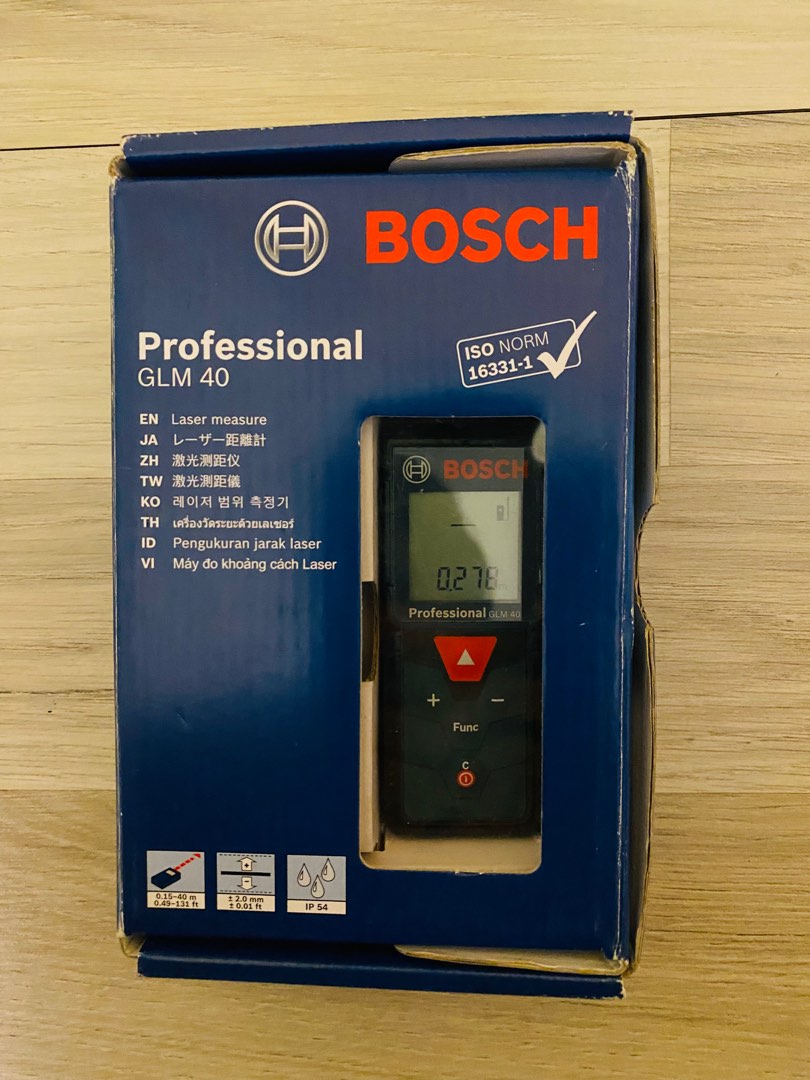 BOSCH
Professional
GLM 40
ISO NORM
16331-1
EN Laser measure
JA レーザー距離計
ZH 激光测距仪
TW 激光測距儀
KO 레이저 범위 측정기
TH เครื่องวัดระยะด้วยเลเซอร์
ID Pengukuran jarak laser
VI Máy đo khoảng cách Laser
BOSCH
0.278
Professional GLM 40
+ −
Func
C
0.15-40 m
0.49-131 ft
± 2.0 mm
± 0.01 ft
IP 54